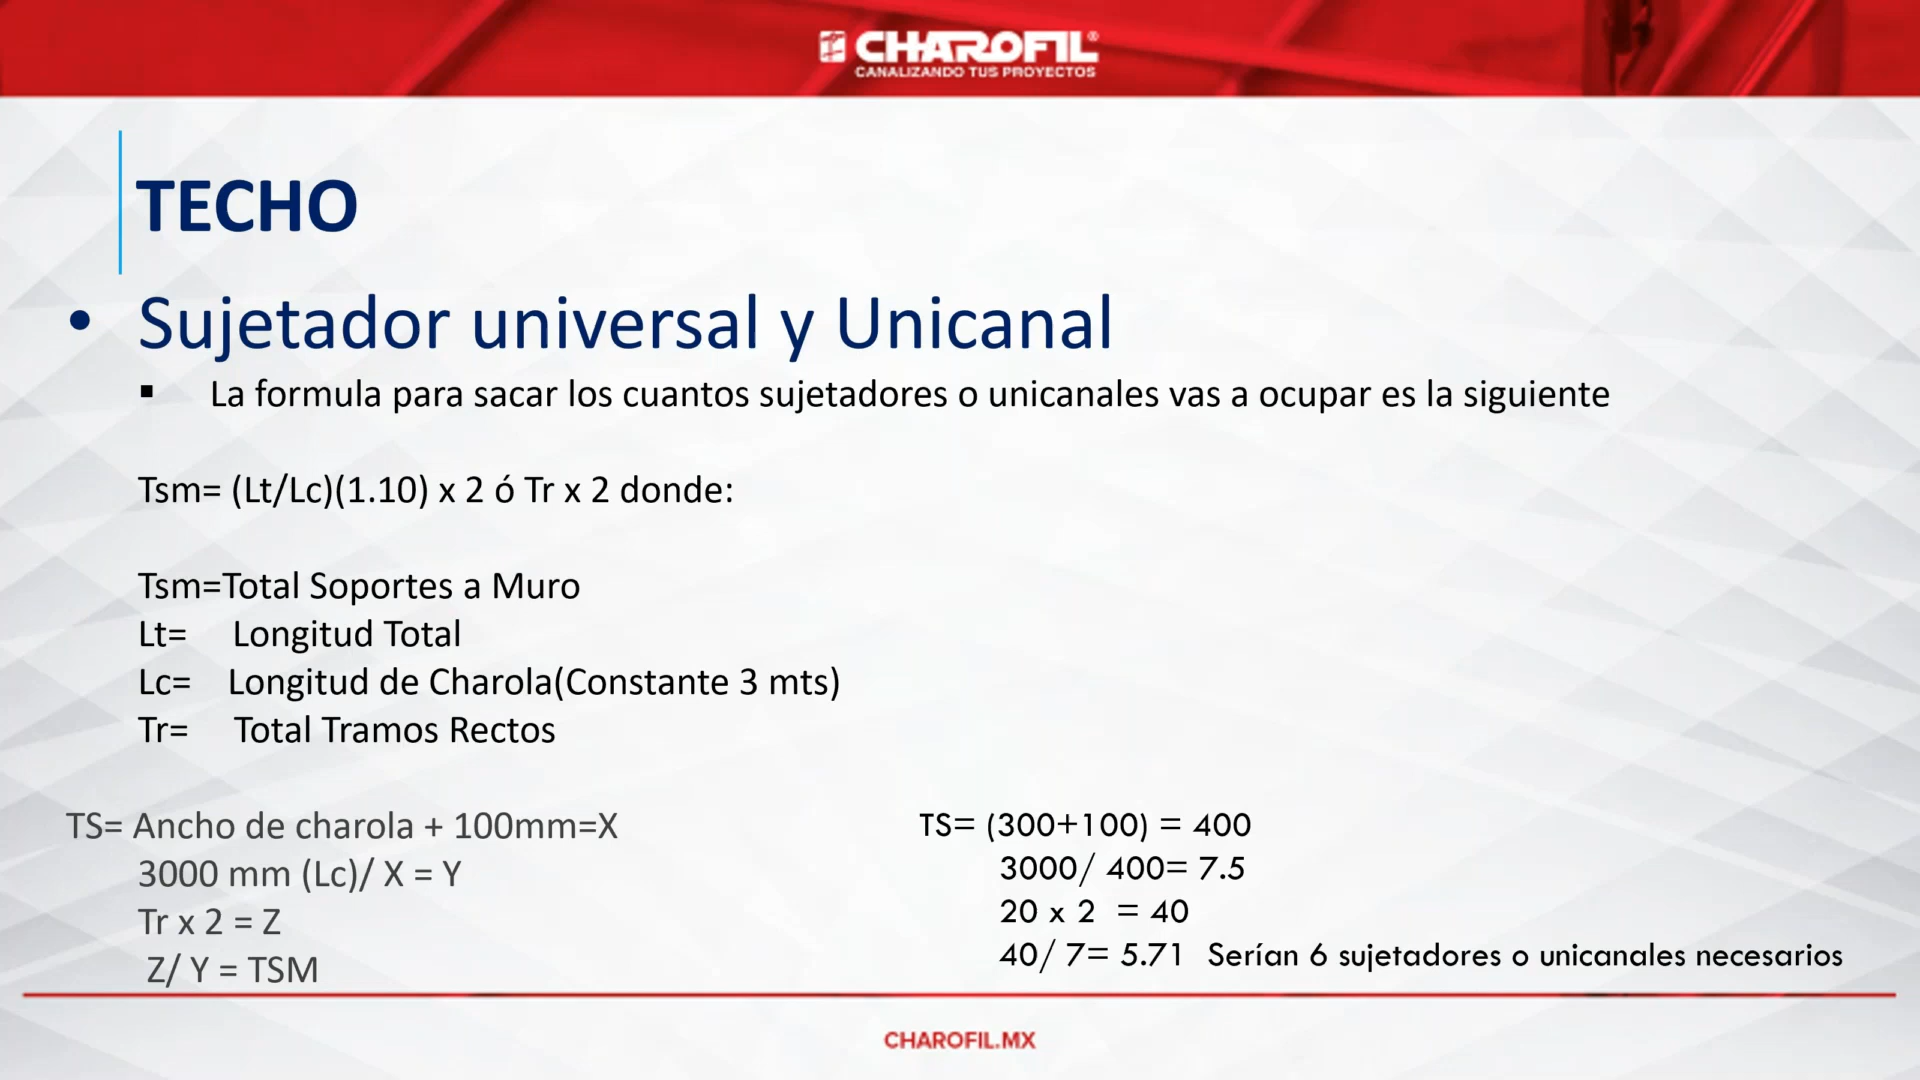 CHAROFIL®
CANALIZANDO TUS PROYECTOS
TECHO
• Sujetador universal y Unicanal
▪ La formula para sacar los cuantos sujetadores o unicanales vas a ocupar es la siguiente
Tsm= (Lt/Lc)(1.10) x 2 ó Tr x 2 donde:
Tsm=Total Soportes a Muro
Lt= Longitud Total
Lc= Longitud de Charola(Constante 3 mts)
Tr= Total Tramos Rectos
TS= Ancho de charola + 100mm=X
3000 mm (Lc)/ X = Y
Tr x 2 = Z
Z/ Y = TSM
TS= (300+100) = 400
3000/ 400= 7.5
20 x 2 = 40
40/ 7= 5.71 Serían 6 sujetadores o unicanales necesarios
CHAROFIL.MX